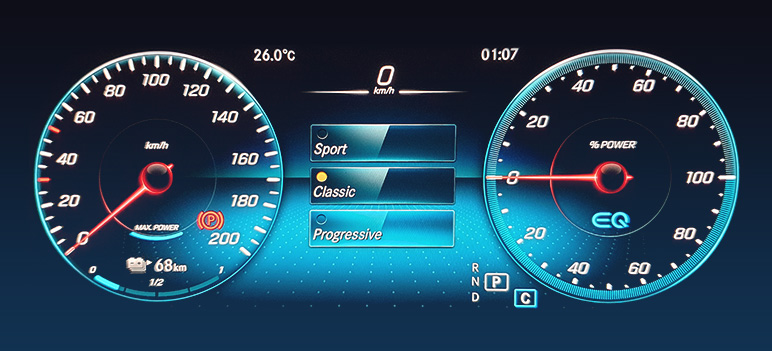 26.0°C
01:07
0
km/h
0
20
40
60
80
100
120
140
160
180
200
km/h
MAX. POWER
P
68km
0
1/2
1
Sport
Classic
Progressive
20
40
60
80
100
0
20
40
60
80
% POWER
EQ
R
N
D
P
C